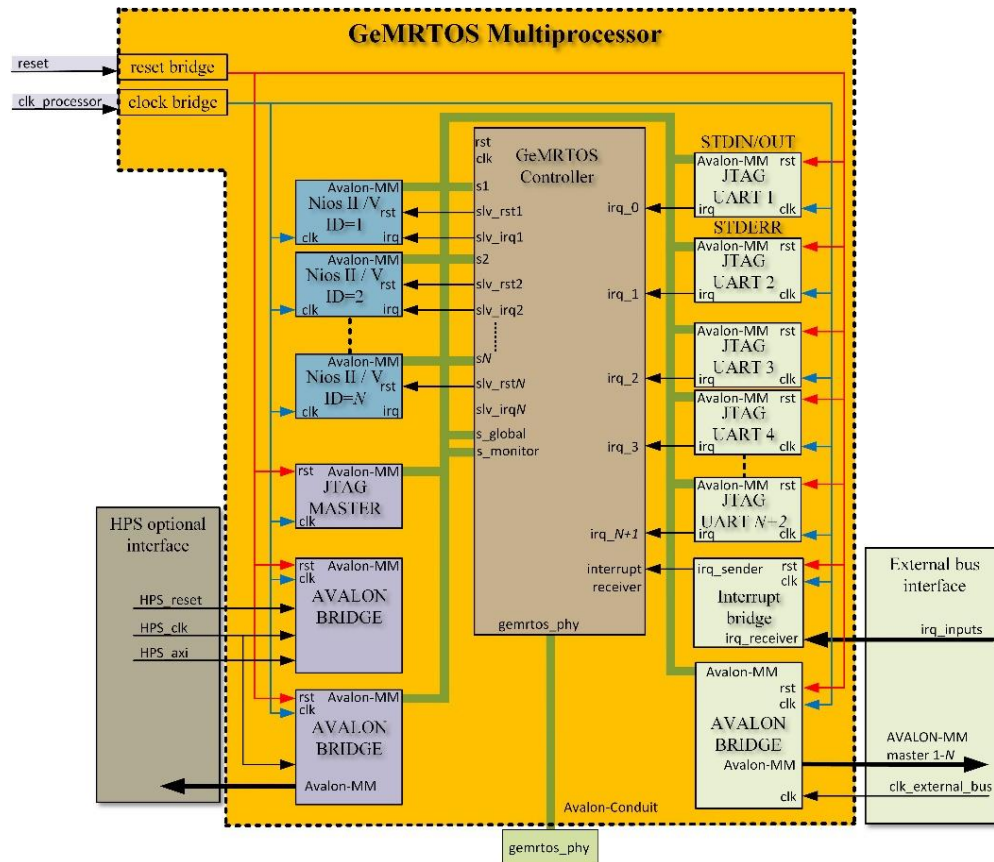 GeMRTOS Multiprocessor
reset
reset bridge
clk_processor
clock bridge
rst
clk
GeMRTOS
Controller
s1
slv_rst1
slv_irq1
s2
slv_rst2
slv_irq2
sN
slv_rstN
slv_irqN
s_global
s_monitor
irq_0
irq_1
irq_2
irq_3
irq_N+1
interrupt
receiver
gemrtos_phy
Avalon-MM
Nios II /V
rst
ID=1
clk
irq
Avalon-MM
Nios II / V
rst
ID=2
clk
irq
Avalon-MM
Nios II / V
rst
ID=N
clk
irq
rst
Avalon-MM
JTAG
MASTER
clk
HPS optional
interface
HPS_reset
HPS_clk
HPS_axi
rst
clk
AVALON
BRIDGE
rst
Avalon-MM
clk
AVALON
BRIDGE
Avalon-MM
STDIN/OUT
Avalon-MM
rst
JTAG
UART 1
irq
clk
STDERR
Avalon-MM
rst
JTAG
UART 2
irq
clk
Avalon-MM
rst
JTAG
UART 3
irq
clk
Avalon-MM
rst
JTAG
UART 4
irq
clk
Avalon-MM
rst
JTAG
UART N+2
irq
clk
irq_sender
rst
clk
Interrupt
bridge
irq_receiver
Avalon-MM
rst
clk
AVALON
BRIDGE
Avalon-MM
clk
External bus
interface
irq_inputs
AVALON-MM
master 1-N
clk_external_bus
Avalon-Conduit
gemrtos_phy